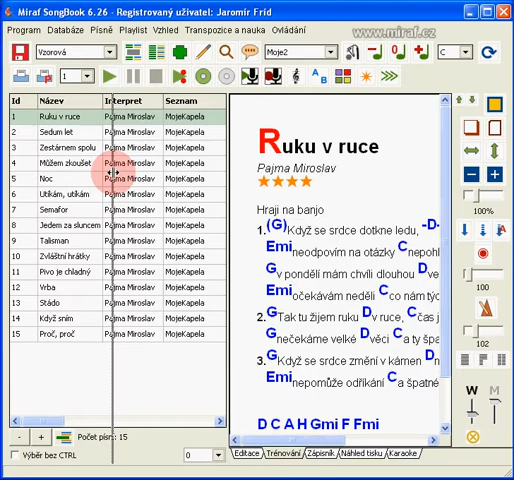 Miraf SongBook 6.26 - Registrovaný uživatel: Jaromír Fríd
Program Databáze Písně Playlist Vzhled Transpozice a nauka Ovládání
www.miraf.cz
Vzorová Moje2 C
1
Id Název Interpret Seznam
1 Ruku v ruce Pajma Miroslav MojeKapela
2 Sedum let Pajma Miroslav MojeKapela
3 Zestárnem spolu Pajma Miroslav MojeKapela
4 Můžem zkoušet Pajma Miroslav MojeKapela
5 Noc Pajma Miroslav MojeKapela
6 Utíkám, utíkám Pajma Miroslav MojeKapela
7 Semafor Pajma Miroslav MojeKapela
8 Jedem za sluncem Pajma Miroslav MojeKapela
9 Talisman Pajma Miroslav MojeKapela
10 Zvláštní hrátky Pajma Miroslav MojeKapela
11 Pivo je chladný Pajma Miroslav MojeKapela
12 Vrba Pajma Miroslav MojeKapela
13 Stádo Pajma Miroslav MojeKapela
14 Když sním Pajma Miroslav MojeKapela
15 Proč, proč Pajma Miroslav MojeKapela
- + Počet písní: 15
Výběr bez CTRL 0
Ruku v ruce
Pajma Miroslav
Hraji na banjo
1. (G)Když se srdce dotkne ledu, -D-
Emi neodpovím na otázky C nepohl
G v pondělí mám chvíli dlouhou D ve
Emi očekávám neděli C co nám týd
2. G Tak tu žijem ruku D v ruce, C čas j
G nečekáme velké D věci C a ty špa
3. G Když se srdce změní v kámen D n
Emi nepomůže odříkání C a špatné
D C A H Gmi F Fmi
Editace Trénování Zápisník Náhled tisku Karaoke
100%
100
102
W M